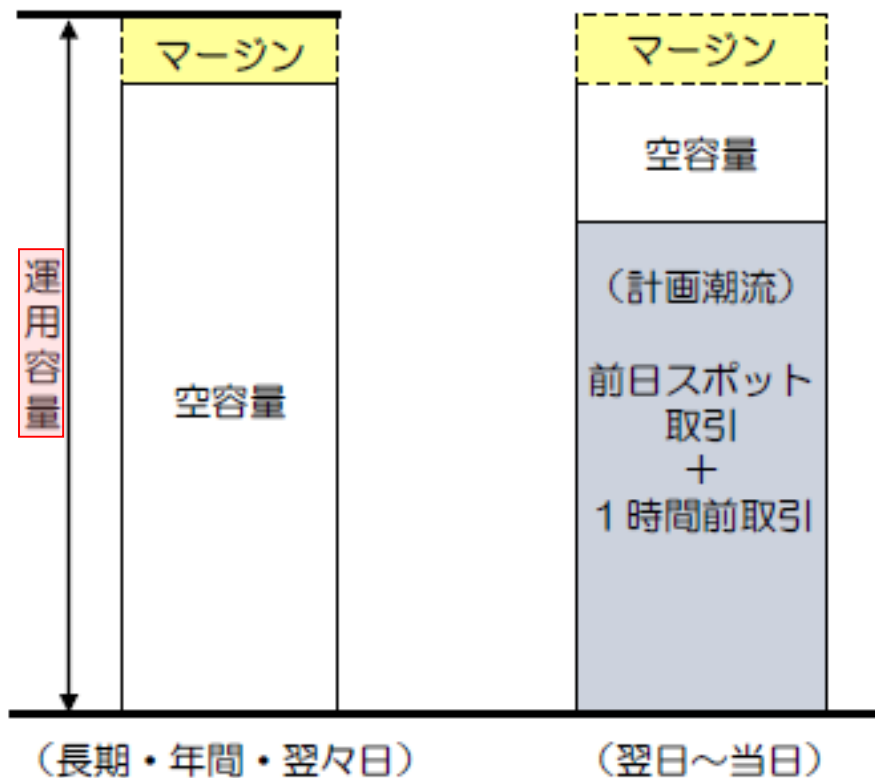 マージン
空容量
運用容量
（長期・年間・翌々日）
マージン
空容量
（計画潮流）
前日スポット
取引
＋
１時間前取引
（翌日～当日）